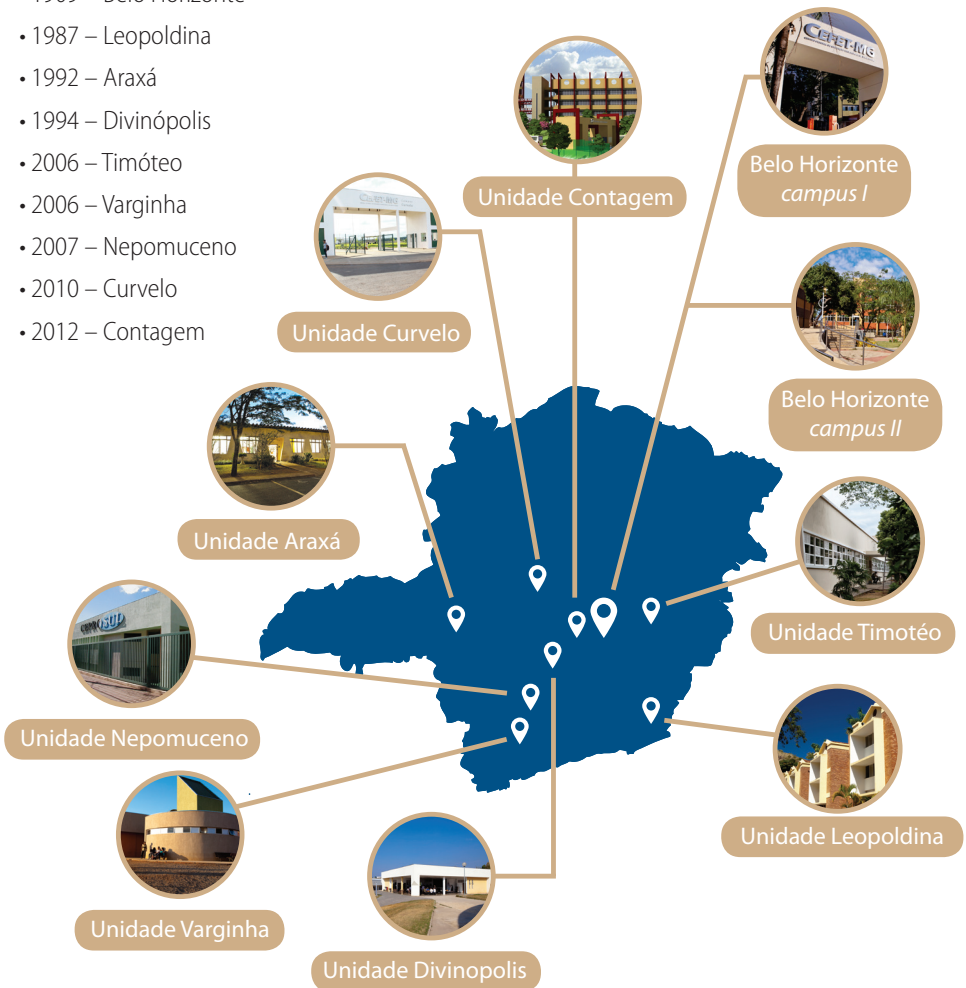 • 1987 – Leopoldina
• 1992 – Araxá
• 1994 – Divinópolis
• 2006 – Timóteo
• 2006 – Varginha
• 2007 – Nepomuceno
• 2010 – Curvelo
• 2012 – Contagem
CEFET-MG
Belo Horizonte
campus I
Unidade Contagem
Unidade Curvelo
Belo Horizonte
campus II
Unidade Araxá
Unidade Timotéo
Unidade Nepomuceno
Unidade Leopoldina
Unidade Varginha
Unidade Divinopolis